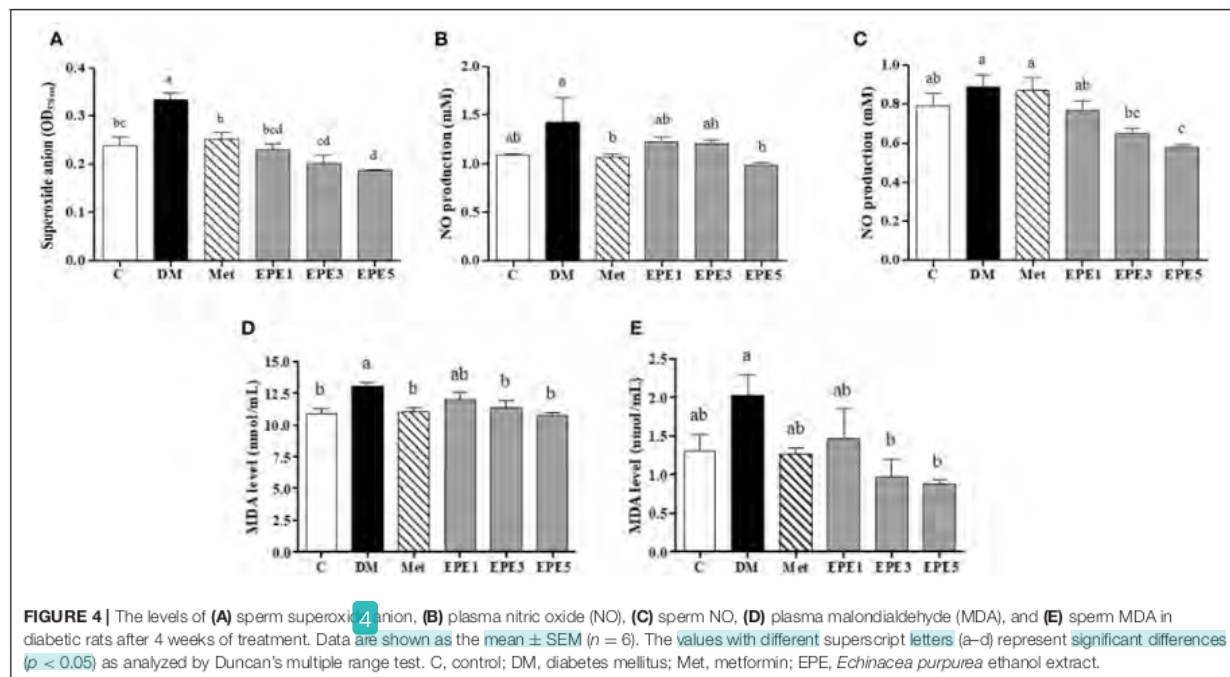 A
B
C
Superoxide anion (OD570nm)
0.4
0.3
0.2
0.1
0.0
bc
a
b
bcd
cd
d
C DM Met EPE1 EPE3 EPE5
NO production (mM)
2.0
1.5
1.0
0.5
0.0
ab
a
b
ab
ab
b
C DM Met EPE1 EPE3 EPE5
NO production (mM)
1.0
0.8
0.6
0.4
0.2
0.0
ab
a
a
ab
bc
c
C DM Met EPE1 EPE3 EPE5
D
E
MDA level (nmol/mL)
15.0
12.5
10.0
7.5
5.0
2.5
0.0
b
a
b
ab
b
b
C DM Met EPE1 EPE3 EPE5
MDA level (nmol/mL)
2.5
2.0
1.5
1.0
0.5
0.0
ab
a
ab
ab
b
b
C DM Met EPE1 EPE3 EPE5
4
FIGURE 4 | The levels of (A) sperm superoxide anion, (B) plasma nitric oxide (NO), (C) sperm NO, (D) plasma malondialdehyde (MDA), and (E) sperm MDA in
diabetic rats after 4 weeks of treatment. Data are shown as the mean ± SEM (n = 6). The values with different superscript letters (a–d) represent significant differences
(p < 0.05) as analyzed by Duncan's multiple range test. C, control; DM, diabetes mellitus; Met, metformin; EPE, Echinacea purpurea ethanol extract.